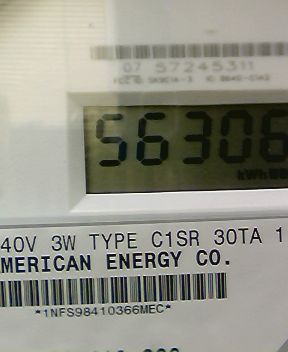 07 57245311
56306
kWh
40V 3W TYPE C1SR 30TA 1
MERICAN ENERGY CO.
*1NFS98410366MEC*